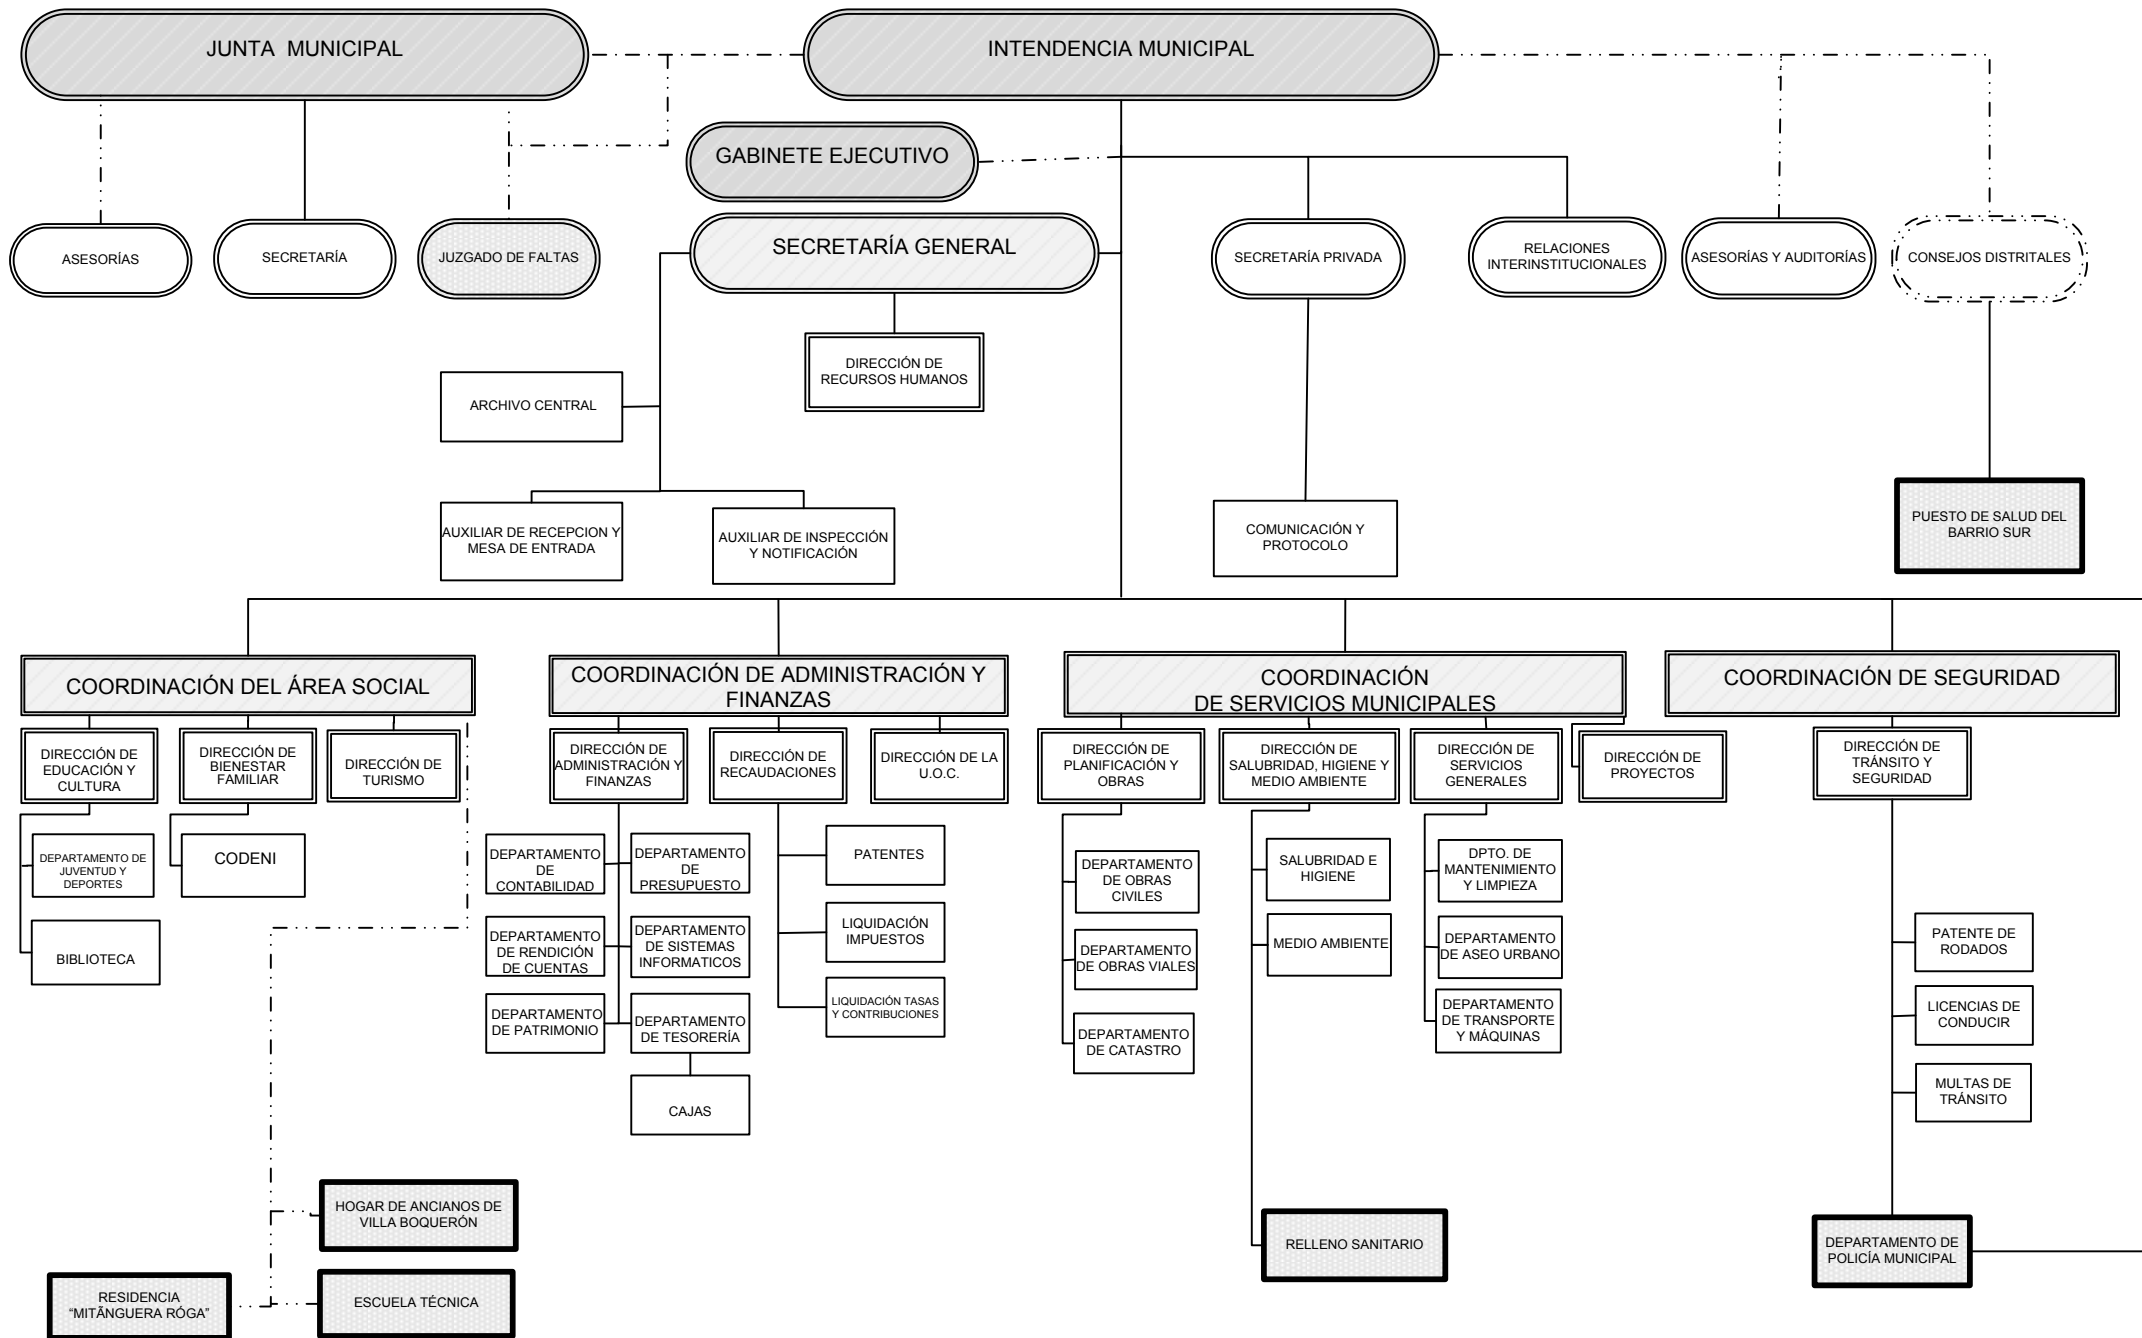 JUNTA MUNICIPAL
INTENDENCIA MUNICIPAL
GABINETE EJECUTIVO
ASESORÍAS
SECRETARÍA
JUZGADO DE FALTAS
SECRETARÍA GENERAL
SECRETARÍA PRIVADA
RELACIONES
INTERINSTITUCIONALES
ASESORÍAS Y AUDITORÍAS
CONSEJOS DISTRITALES
DIRECCIÓN DE
RECURSOS HUMANOS
ARCHIVO CENTRAL
AUXILIAR DE RECEPCION Y
MESA DE ENTRADA
AUXILIAR DE INSPECCIÓN
Y NOTIFICACIÓN
COMUNICACIÓN Y
PROTOCOLO
PUESTO DE SALUD DEL
BARRIO SUR
COORDINACIÓN DEL ÁREA SOCIAL
COORDINACIÓN DE ADMINISTRACIÓN Y
FINANZAS
COORDINACIÓN
DE SERVICIOS MUNICIPALES
COORDINACIÓN DE SEGURIDAD
DIRECCIÓN DE
EDUCACIÓN Y
CULTURA
DIRECCIÓN DE
BIENESTAR
FAMILIAR
DIRECCIÓN DE
TURISMO
DIRECCIÓN DE
ADMINISTRACIÓN Y
FINANZAS
DIRECCIÓN DE
RECAUDACIONES
DIRECCIÓN DE LA
U.O.C.
DIRECCIÓN DE
PLANIFICACIÓN Y
OBRAS
DIRECCIÓN DE
SALUBRIDAD, HIGIENE Y
MEDIO AMBIENTE
DIRECCIÓN DE
SERVICIOS
GENERALES
DIRECCIÓN DE
PROYECTOS
DIRECCIÓN DE
TRÁNSITO Y
SEGURIDAD
DEPARTAMENTO DE
JUVENTUD Y
DEPORTES
CODENI
BIBLIOTECA
DEPARTAMENTO
DE
CONTABILIDAD
DEPARTAMENTO
DE
PRESUPUESTO
DEPARTAMENTO
DE RENDICIÓN
DE CUENTAS
DEPARTAMENTO
DE SISTEMAS
INFORMATICOS
DEPARTAMENTO
DE PATRIMONIO
DEPARTAMENTO
DE TESORERÍA
CAJAS
PATENTES
LIQUIDACIÓN
IMPUESTOS
LIQUIDACIÓN TASAS
Y CONTRIBUCIONES
DEPARTAMENTO
DE OBRAS
CIVILES
DEPARTAMENTO
DE OBRAS VIALES
DEPARTAMENTO
DE CATASTRO
SALUBRIDAD E
HIGIENE
MEDIO AMBIENTE
DPTO. DE
MANTENIMIENTO
Y LIMPIEZA
DEPARTAMENTO
DE ASEO URBANO
DEPARTAMENTO
DE TRANSPORTE
Y MÁQUINAS
PATENTE DE
RODADOS
LICENCIAS DE
CONDUCIR
MULTAS DE
TRÁNSITO
HOGAR DE ANCIANOS DE
VILLA BOQUERÓN
RESIDENCIA
“MITÃNGUERA RÓGA”
ESCUELA TÉCNICA
RELLENO SANITARIO
DEPARTAMENTO DE
POLICÍA MUNICIPAL